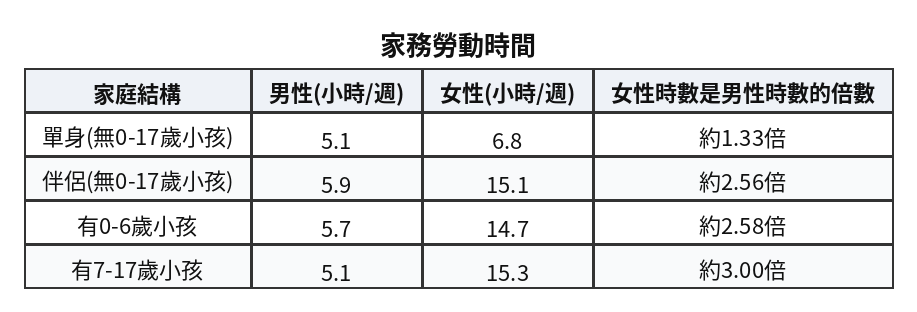 家務勞動時間
家庭結構 男性(小時/週) 女性(小時/週) 女性時數是男性時數的倍數
單身(無0-17歲小孩) 5.1 6.8 約1.33倍
伴侶(無0-17歲小孩) 5.9 15.1 約2.56倍
有0-6歲小孩 5.7 14.7 約2.58倍
有7-17歲小孩 5.1 15.3 約3.00倍